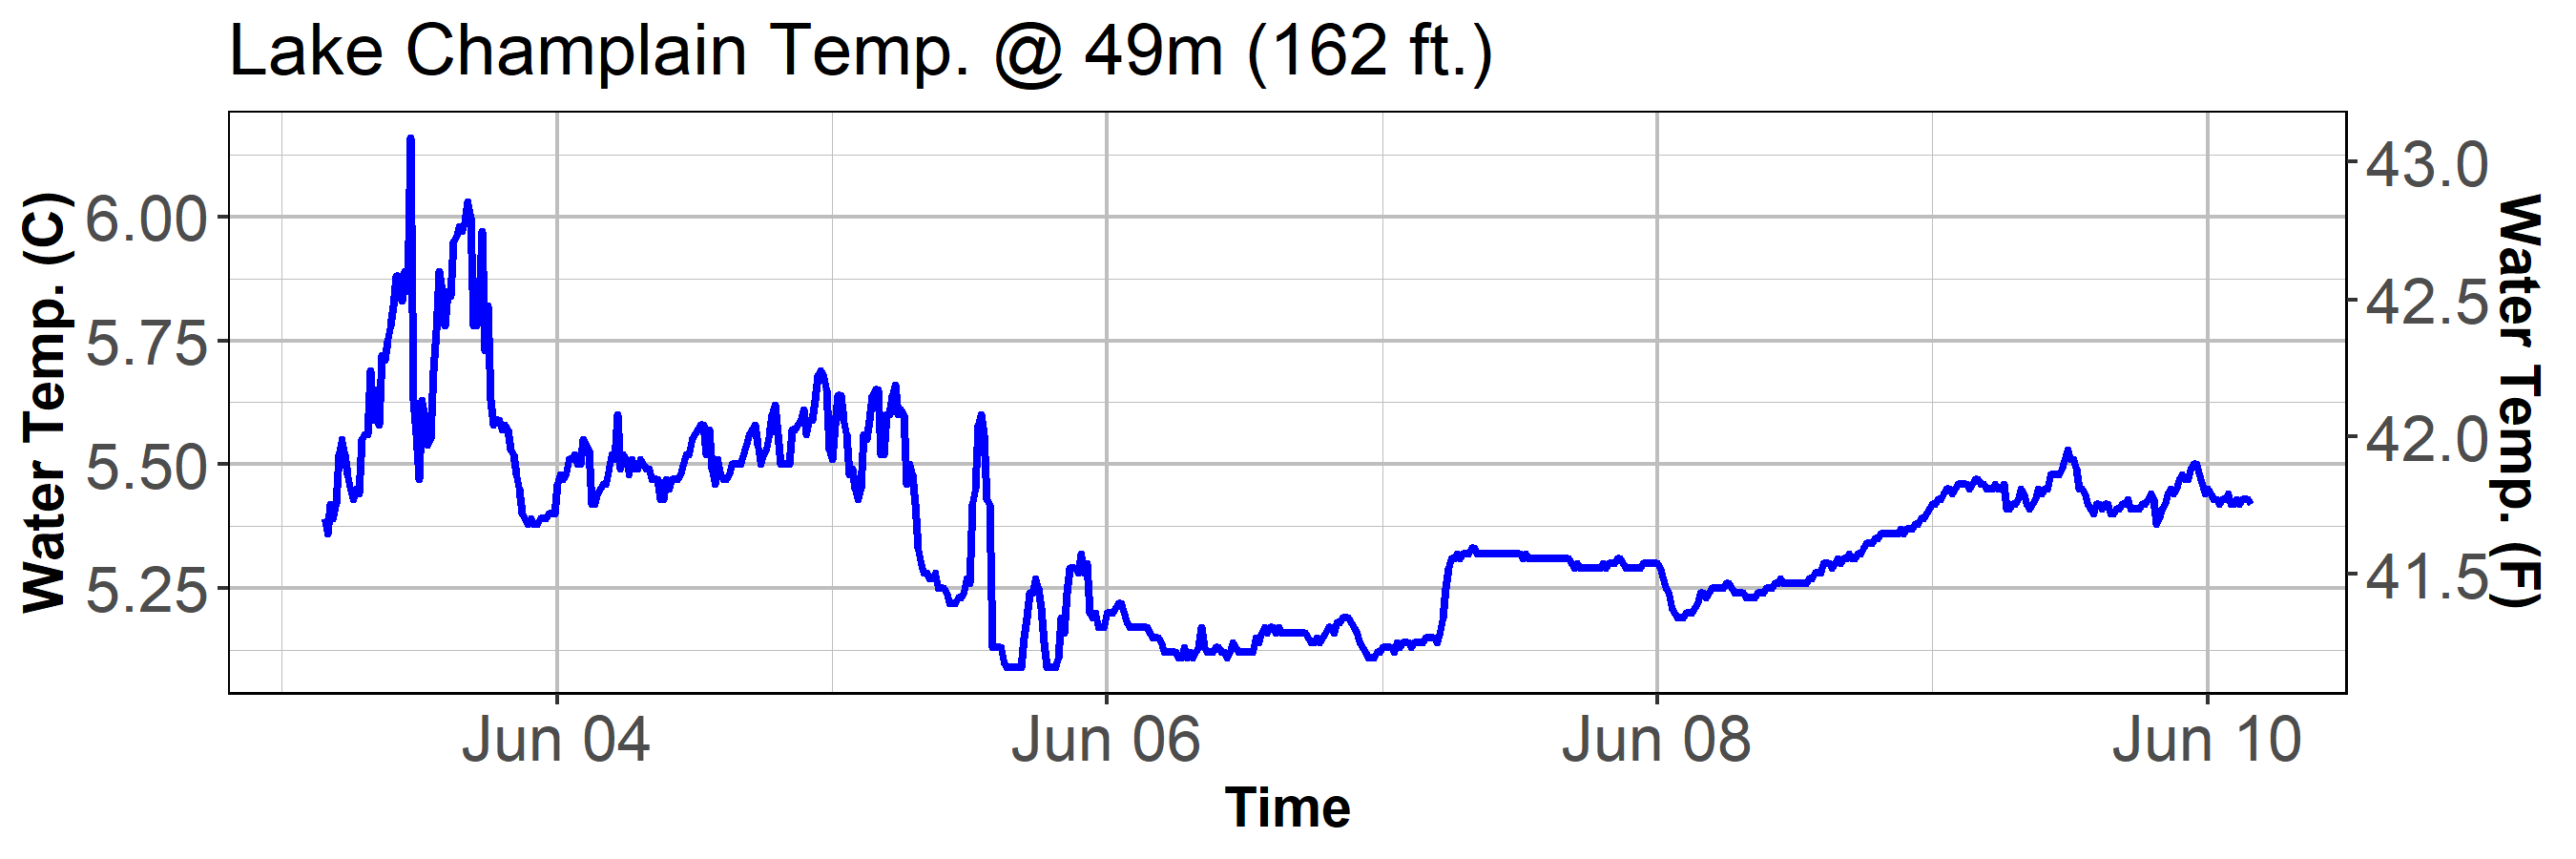 Lake Champlain Temp. @ 49m (162 ft.)
Water Temp. (C)
6.00
5.75
5.50
5.25
43.0
42.5
42.0
41.5
Water Temp. (F)
Jun 04 Jun 06 Jun 08 Jun 10
Time